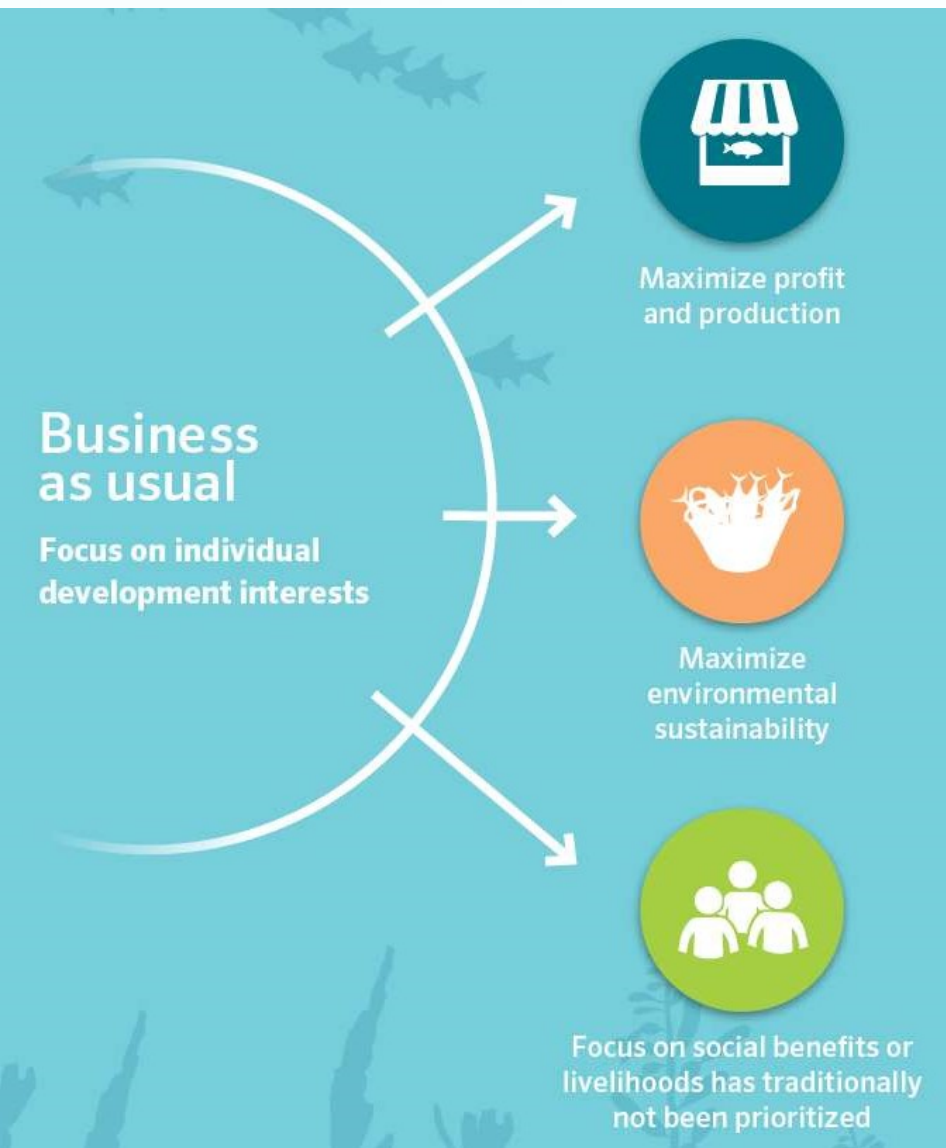 Business
as usual
Focus on individual
development interests
Maximize profit
and production
Maximize
environmental
sustainability
Focus on social benefits or
livelihoods has traditionally
not been prioritized